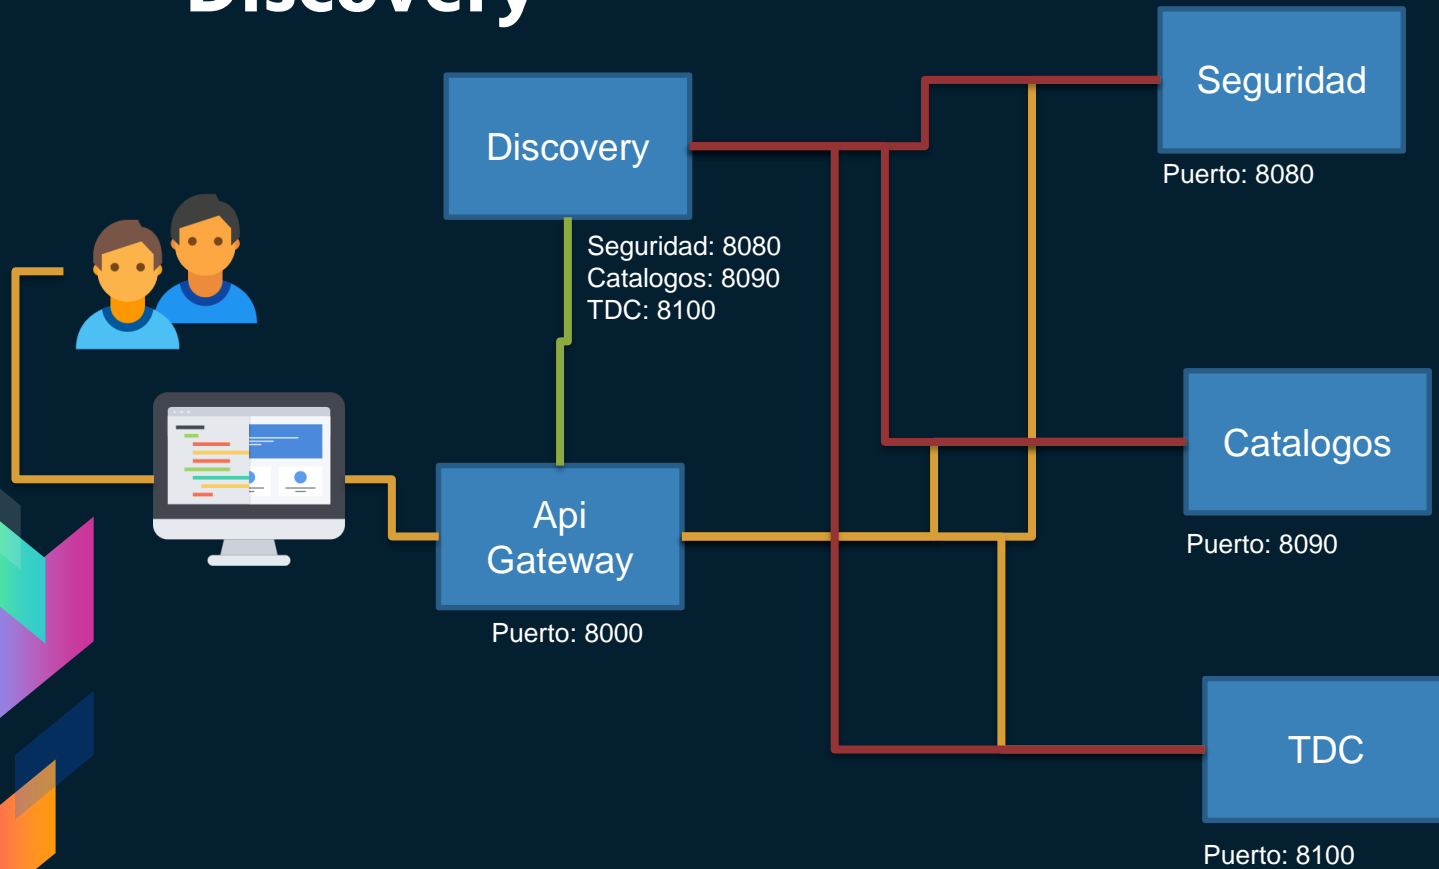 Discovery
Discovery
Seguridad: 8080
Catalogos: 8090
TDC: 8100
Seguridad
Puerto: 8080
Catalogos
Puerto: 8090
Api
Gateway
Puerto: 8000
TDC
Puerto: 8100